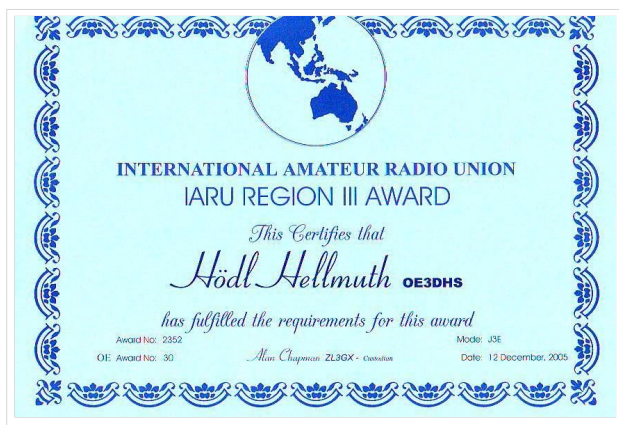 INTERNATIONAL AMATEUR RADIO UNION
IARU REGION III AWARD
This Certifies that
Hödl Hellmuth OE3DHS
has fulfilled the requirements for this award
Award No: 2352 Mode: J3E
OE Award No: 30 Alan Chapman ZL3GX - Custodian Date: 12 December, 2005